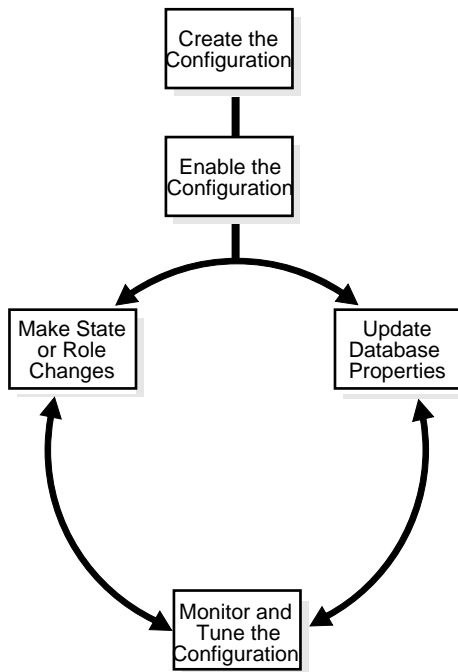 Create the
Configuration
Enable the
Configuration
Make State
or Role
Changes
Update
Database
Properties
Monitor and
Tune the
Configuration